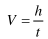 V = h/t